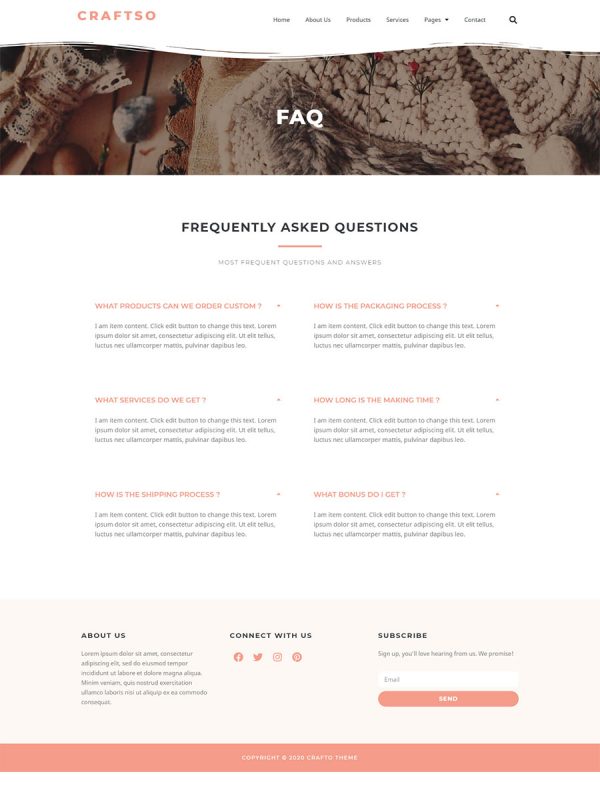 CRAFTSO
Home About Us Products Services Pages Contact
FAQ
FREQUENTLY ASKED QUESTIONS
MOST FREQUENT QUESTIONS AND ANSWERS
WHAT PRODUCTS CAN WE ORDER CUSTOM ?
I am item content. Click edit button to change this text. Lorem
ipsum dolor sit amet, consectetur adipiscing elit. Ut elit tellus,
luctus nec ullamcorper mattis, pulvinar dapibus leo.
HOW IS THE PACKAGING PROCESS ?
I am item content. Click edit button to change this text. Lorem
ipsum dolor sit amet, consectetur adipiscing elit. Ut elit tellus,
luctus nec ullamcorper mattis, pulvinar dapibus leo.
WHAT SERVICES DO WE GET ?
I am item content. Click edit button to change this text. Lorem
ipsum dolor sit amet, consectetur adipiscing elit. Ut elit tellus,
luctus nec ullamcorper mattis, pulvinar dapibus leo.
HOW LONG IS THE MAKING TIME ?
I am item content. Click edit button to change this text. Lorem
ipsum dolor sit amet, consectetur adipiscing elit. Ut elit tellus,
luctus nec ullamcorper mattis, pulvinar dapibus leo.
HOW IS THE SHIPPING PROCESS ?
I am item content. Click edit button to change this text. Lorem
ipsum dolor sit amet, consectetur adipiscing elit. Ut elit tellus,
luctus nec ullamcorper mattis, pulvinar dapibus leo.
WHAT BONUS DO I GET ?
I am item content. Click edit button to change this text. Lorem
ipsum dolor sit amet, consectetur adipiscing elit. Ut elit tellus,
luctus nec ullamcorper mattis, pulvinar dapibus leo.
ABOUT US
Lorem ipsum dolor sit amet, consectetur
adipiscing elit, sed do eiusmod tempor
incididunt ut labore et dolore magna aliqua.
Minim veniam, quis nostrud exercitation
ullamco laboris nisi ut aliquip ex ea commodo
consequat.
CONNECT WITH US
SUBSCRIBE
Sign up, you'll love hearing from us. We promise!
Email
SEND
COPYRIGHT © 2020 CRAFTO THEME